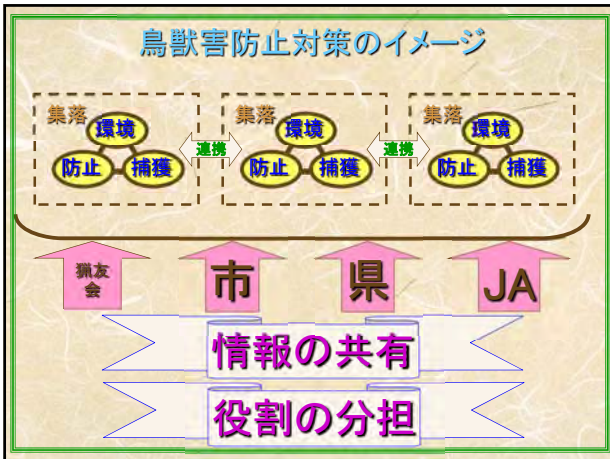 鳥獣害防止対策のイメージ
集落
環境
防止
捕獲
連携
集落
環境
防止
捕獲
連携
集落
環境
防止
捕獲
猟友
会
市
県
JA
情報の共有
役割の分担